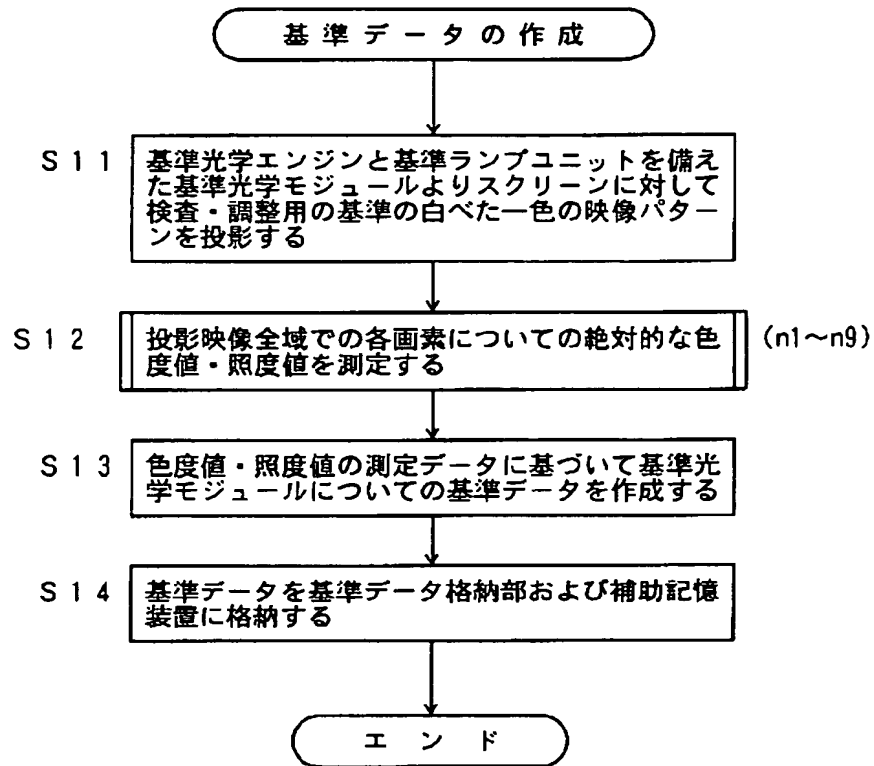 基準データの作成
S11
基準光学エンジンと基準ランプユニットを備え
た基準光学モジュールよりスクリーンに対して
検査・調整用の基準の白べた一色の映像パター
ンを投影する
S12
投影映像全域での各画素についての絶対的な色
度値・照度値を測定する
(n1～n9)
S13
色度値・照度値の測定データに基づいて基準光
学モジュールについての基準データを作成する
S14
基準データを基準データ格納部および補助記憶
装置に格納する
エンド